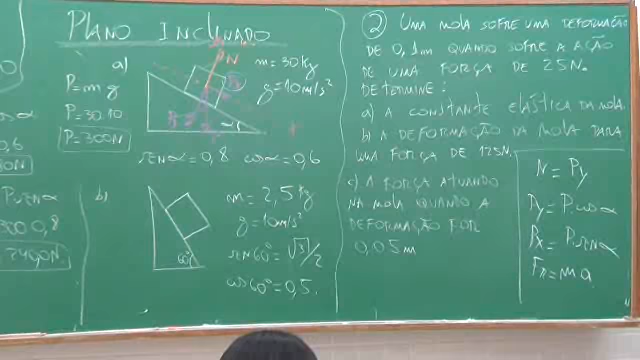 PLANO INCLINADO
a)
P = m g
P = 30.10
P = 300N
N
α
m = 30 kg
g = 10 m/s²
sen α = 0,8 cos α = 0,6
0,6
0,8
b)
60°
m = 2,5 kg
g = 10 m/s²
sen 60° = √3/2
cos 60° = 0,5.
② UMA MOLA SOFRE UMA DEFORMAÇÃO
DE 0,1m QUANDO SOFRE A AÇÃO
DE UMA FORÇA DE 25N.
DETERMINE:
a) A CONSTANTE ELÁSTICA DA MOLA.
b) A DEFORMAÇÃO DA MOLA PARA
UMA FORÇA DE 125N.
c) A FORÇA ATUANDO
NA MOLA QUANDO A
DEFORMAÇÃO FOR
0,05m
N = Py
Py = P.cos α
Px = P.sen α
FR = m a